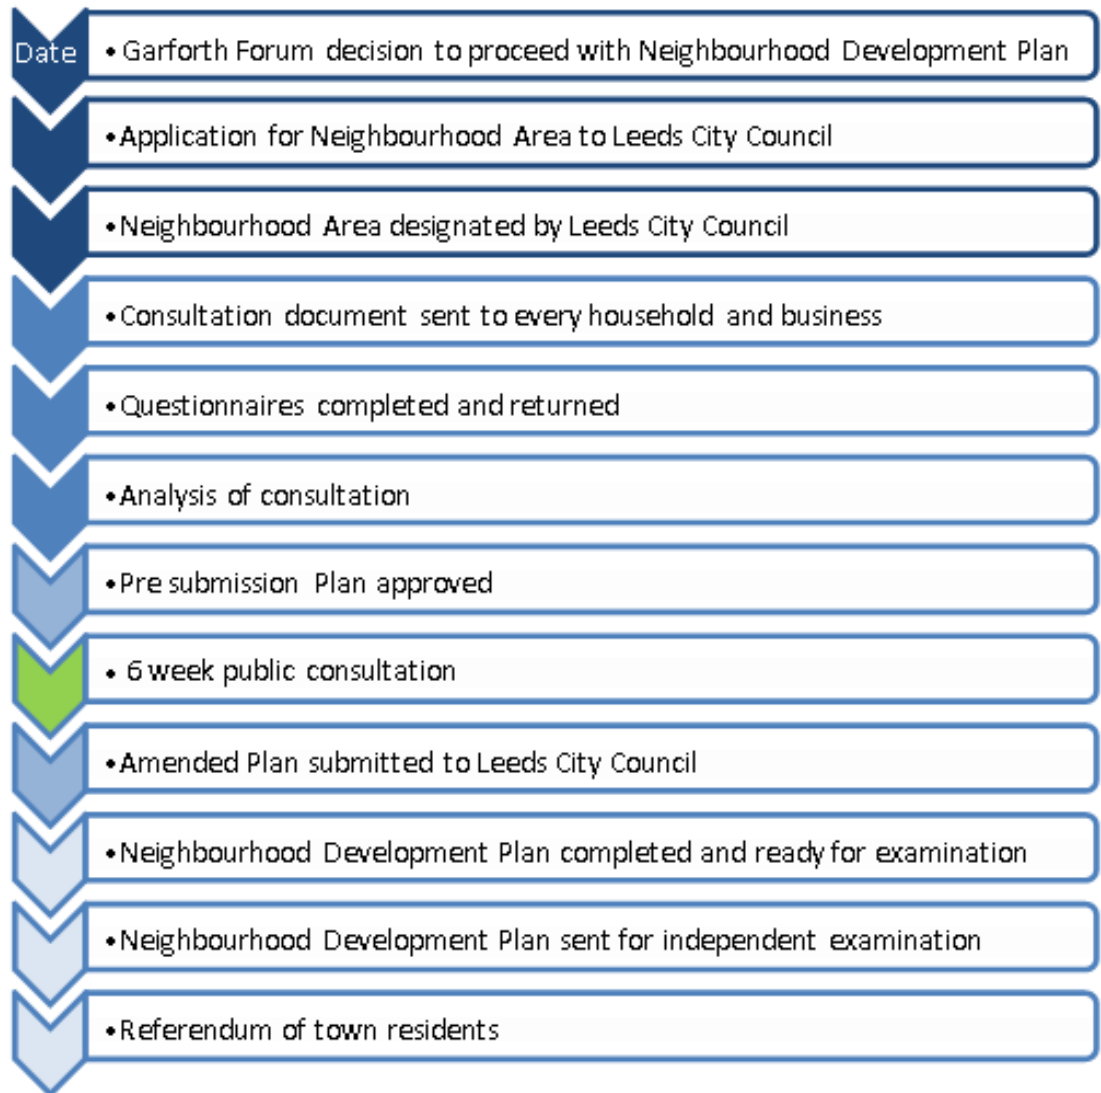 Date
• Garforth Forum decision to proceed with Neighbourhood Development Plan
•Application for Neighbourhood Area to Leeds City Council
•Neighbourhood Area designated by Leeds City Council
•Consultation document sent to every household and business
•Questionnaires completed and returned
•Analysis of consultation
•Pre submission Plan approved
• 6 week public consultation
•Amended Plan submitted to Leeds City Council
•Neighbourhood Development Plan completed and ready for examination
•Neighbourhood Development Plan sent for independent examination
•Referendum of town residents